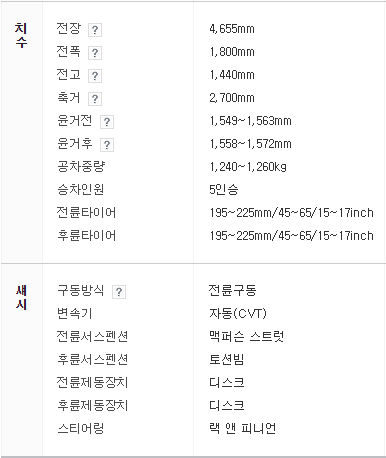 치수
전장 ? 4,655mm
전폭 ? 1,800mm
전고 ? 1,440mm
축거 ? 2,700mm
윤거전 ? 1,549~1,563mm
윤거후 ? 1,558~1,572mm
공차중량 1,240~1,260kg
승차인원 5인승
전륜타이어 195~225mm/45~65/15~17inch
후륜타이어 195~225mm/45~65/15~17inch
섀시
구동방식 ? 전륜구동
변속기 자동(CVT)
전륜서스펜션 맥퍼슨 스트럿
후륜서스펜션 토션빔
전륜제동장치 디스크
후륜제동장치 디스크
스티어링 랙 앤 피니언